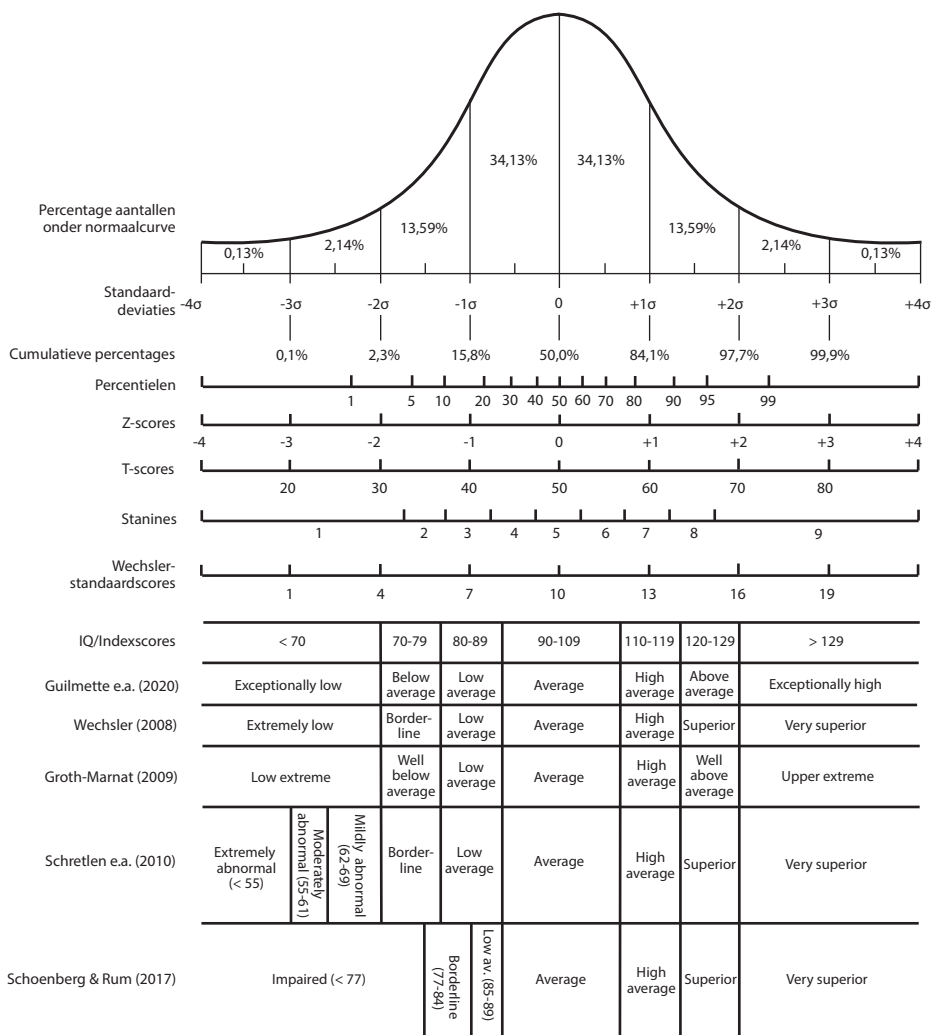 34,13%
34,13%
Percentage aantallen
onder normaalcurve
13,59%
13,59%
0,13%
2,14%
2,14%
0,13%
Standaard-
deviaties
-4σ
-3σ
-2σ
-1σ
0
+1σ
+2σ
+3σ
+4σ
Cumulatieve percentages
0,1%
2,3%
15,8%
50,0%
84,1%
97,7%
99,9%
Percentielen
1
5
10
20
30
40
50
60
70
80
90
95
99
Z-scores
-4
-3
-2
-1
0
+1
+2
+3
+4
T-scores
20
30
40
50
60
70
80
Stanines
1
2
3
4
5
6
7
8
9
Wechsler-
standaardscores
1
4
7
10
13
16
19
IQ/Indexscores
< 70
70-79
80-89
90-109
110-119
120-129
> 129
Guilmette e.a. (2020)
Exceptionally low
Below
average
Low
average
Average
High
average
Above
average
Exceptionally high
Wechsler (2008)
Extremely low
Border-
line
Low
average
Average
High
average
Superior
Very superior
Groth-Marnat (2009)
Low extreme
Well
below
average
Low
average
Average
High
average
Well
above
average
Upper extreme
Schretlen e.a. (2010)
Extremely
abnormal
(< 55)
Moderately
abnormal (55-61)
Mildly abnormal
(62-69)
Border-
line
Low
average
Average
High
average
Superior
Very superior
Schoenberg & Rum (2017)
Impaired (< 77)
Borderline
(77-84)
Low av. (85-89)
Average
High
average
Superior
Very superior